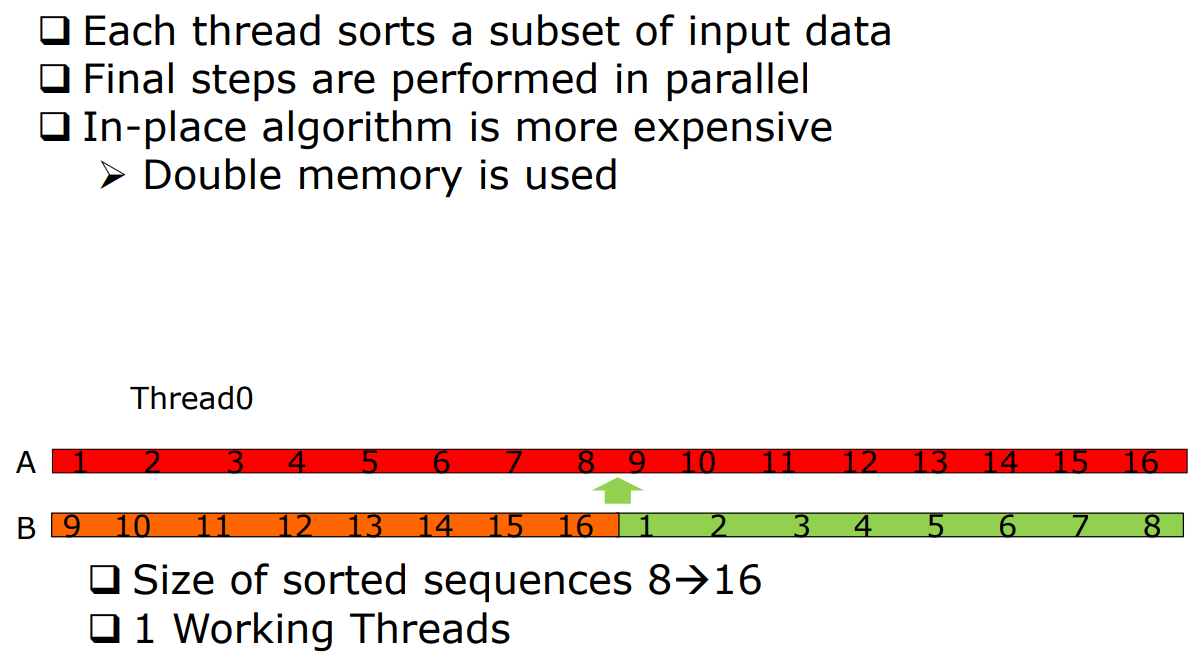 ❑ Each thread sorts a subset of input data
❑ Final steps are performed in parallel
❑ In-place algorithm is more expensive
➢ Double memory is used
Thread0
A 1 2 3 4 5 6 7 8 9 10 11 12 13 14 15 16
B 9 10 11 12 13 14 15 16 1 2 3 4 5 6 7 8
❑ Size of sorted sequences 8→16
❑ 1 Working Threads